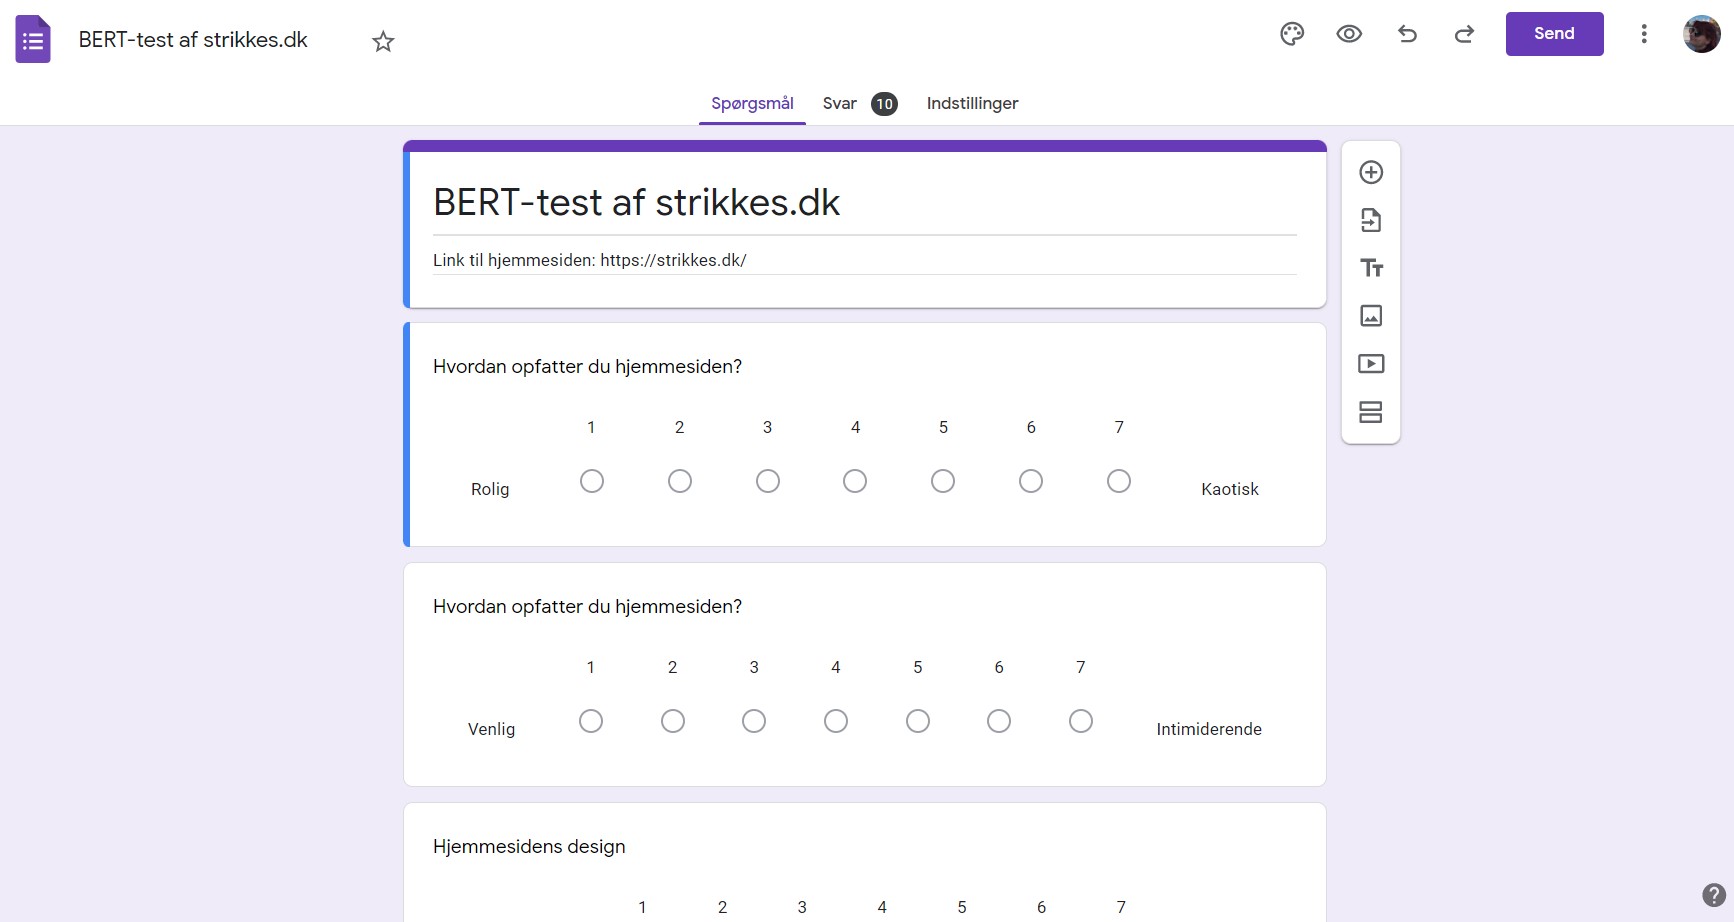 BERT-test af strikkes.dk
Send
Spørgsmål Svar 10 Indstillinger
BERT-test af strikkes.dk
Link til hjemmesiden: https://strikkes.dk/
Hvordan opfatter du hjemmesiden?
1 2 3 4 5 6 7
Rolig Kaotisk
Hvordan opfatter du hjemmesiden?
1 2 3 4 5 6 7
Venlig Intimiderende
Hjemmesidens design
1 2 3 4 5 6 7